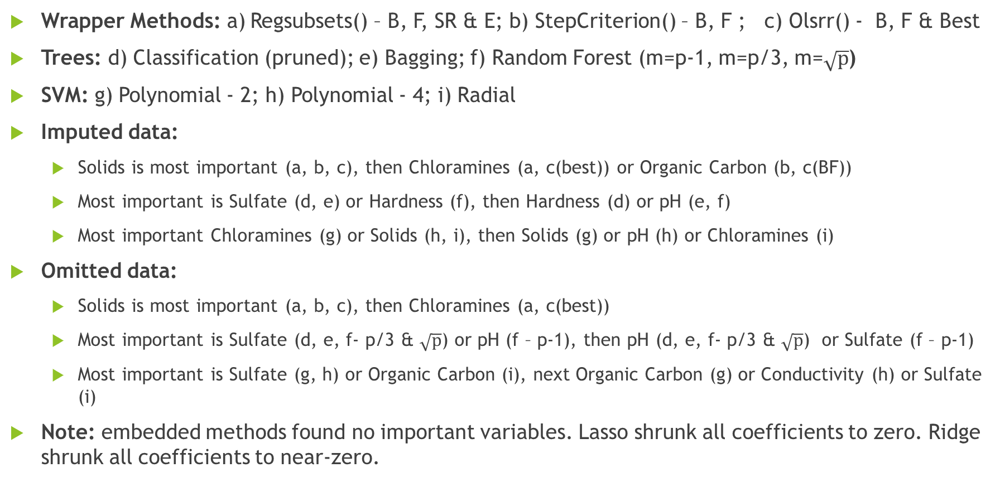 Wrapper Methods: a) Regsubsets() – B, F, SR & E; b) StepCriterion() – B, F ; c) Olsrr() - B, F & Best
Trees: d) Classification (pruned); e) Bagging; f) Random Forest (m=p-1, m=p/3, m=√p)
SVM: g) Polynomial - 2; h) Polynomial - 4; i) Radial
Imputed data:
Solids is most important (a, b, c), then Chloramines (a, c(best)) or Organic Carbon (b, c(BF))
Most important is Sulfate (d, e) or Hardness (f), then Hardness (d) or pH (e, f)
Most important Chloramines (g) or Solids (h, i), then Solids (g) or pH (h) or Chloramines (i)
Omitted data:
Solids is most important (a, b, c), then Chloramines (a, c(best))
Most important is Sulfate (d, e, f- p/3 & √p) or pH (f – p-1), then pH (d, e, f- p/3 & √p) or Sulfate (f – p-1)
Most important is Sulfate (g, h) or Organic Carbon (i), next Organic Carbon (g) or Conductivity (h) or Sulfate
(i)
Note: embedded methods found no important variables. Lasso shrunk all coefficients to zero. Ridge
shrunk all coefficients to near-zero.